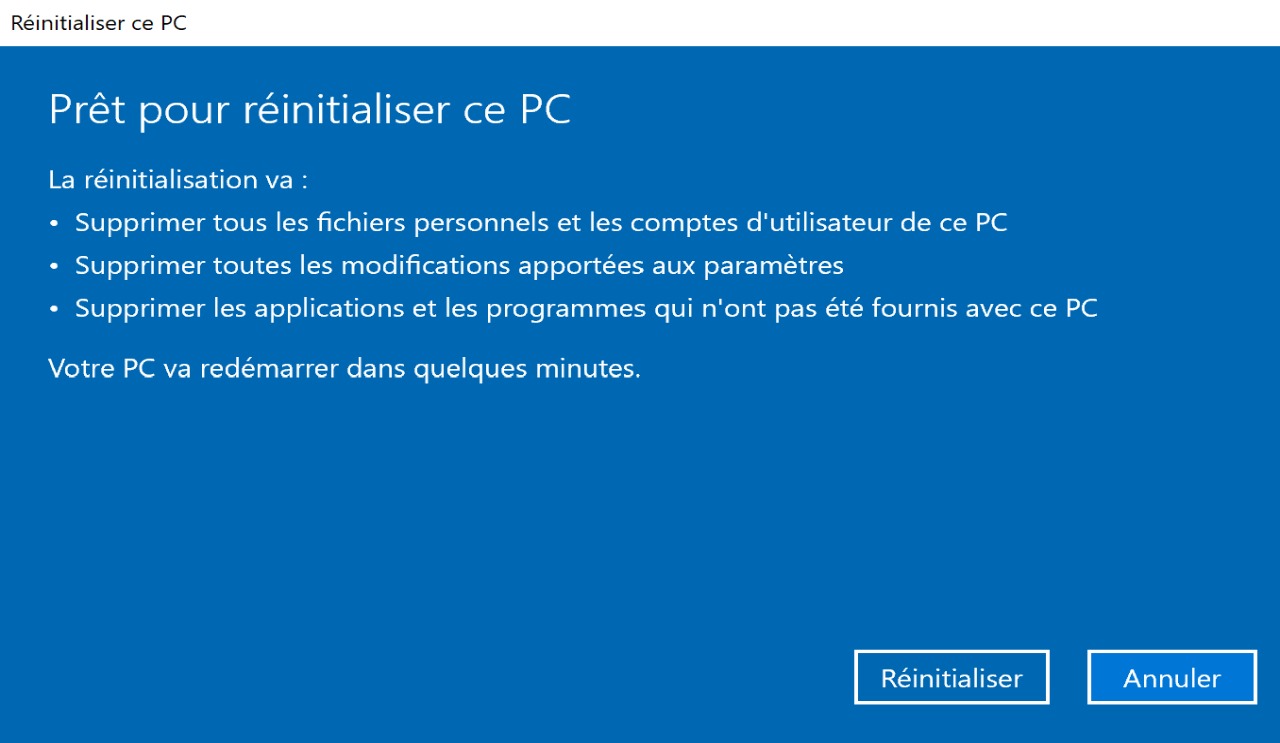 Réinitialiser ce PC
Prêt pour réinitialiser ce PC
La réinitialisation va :
• Supprimer tous les fichiers personnels et les comptes d'utilisateur de ce PC
• Supprimer toutes les modifications apportées aux paramètres
• Supprimer les applications et les programmes qui n'ont pas été fournis avec ce PC
Votre PC va redémarrer dans quelques minutes.
Réinitialiser Annuler